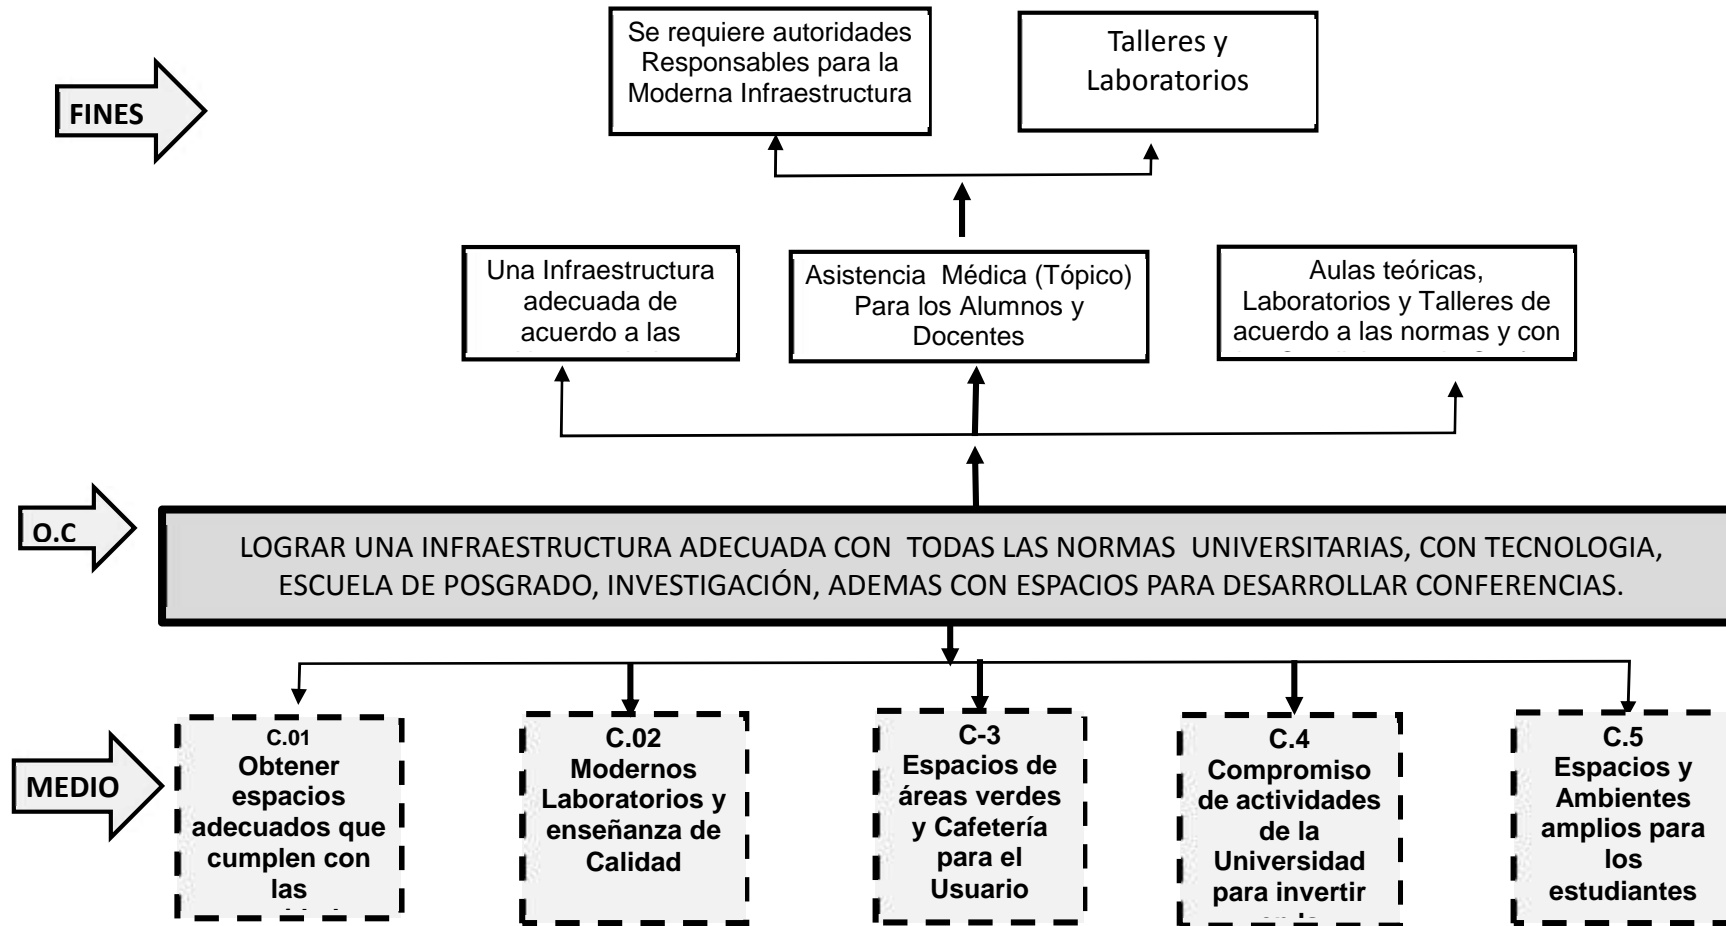 FINES
Se requiere autoridades
Responsables para la
Moderna Infraestructura
Talleres y
Laboratorios
Una Infraestructura
adecuada de
acuerdo a las
Asistencia  Médica (Tópico)
Para los Alumnos y
Docentes
Aulas teóricas,
Laboratorios y Talleres de
acuerdo a las normas y con
O.C
LOGRAR UNA INFRAESTRUCTURA ADECUADA CON  TODAS LAS NORMAS  UNIVERSITARIAS, CON TECNOLOGIA,
ESCUELA DE POSGRADO, INVESTIGACIÓN, ADEMAS CON ESPACIOS PARA DESARROLLAR CONFERENCIAS.
MEDIO
C.01
Obtener
espacios
adecuados que
cumplen con
las
C.02
Modernos
Laboratorios y
enseñanza de
Calidad
C-3
Espacios de
áreas verdes
y Cafetería
para el
Usuario
C.4
Compromiso
de actividades
de la
Universidad
para invertir
C.5
Espacios y
Ambientes
amplios para
los
estudiantes